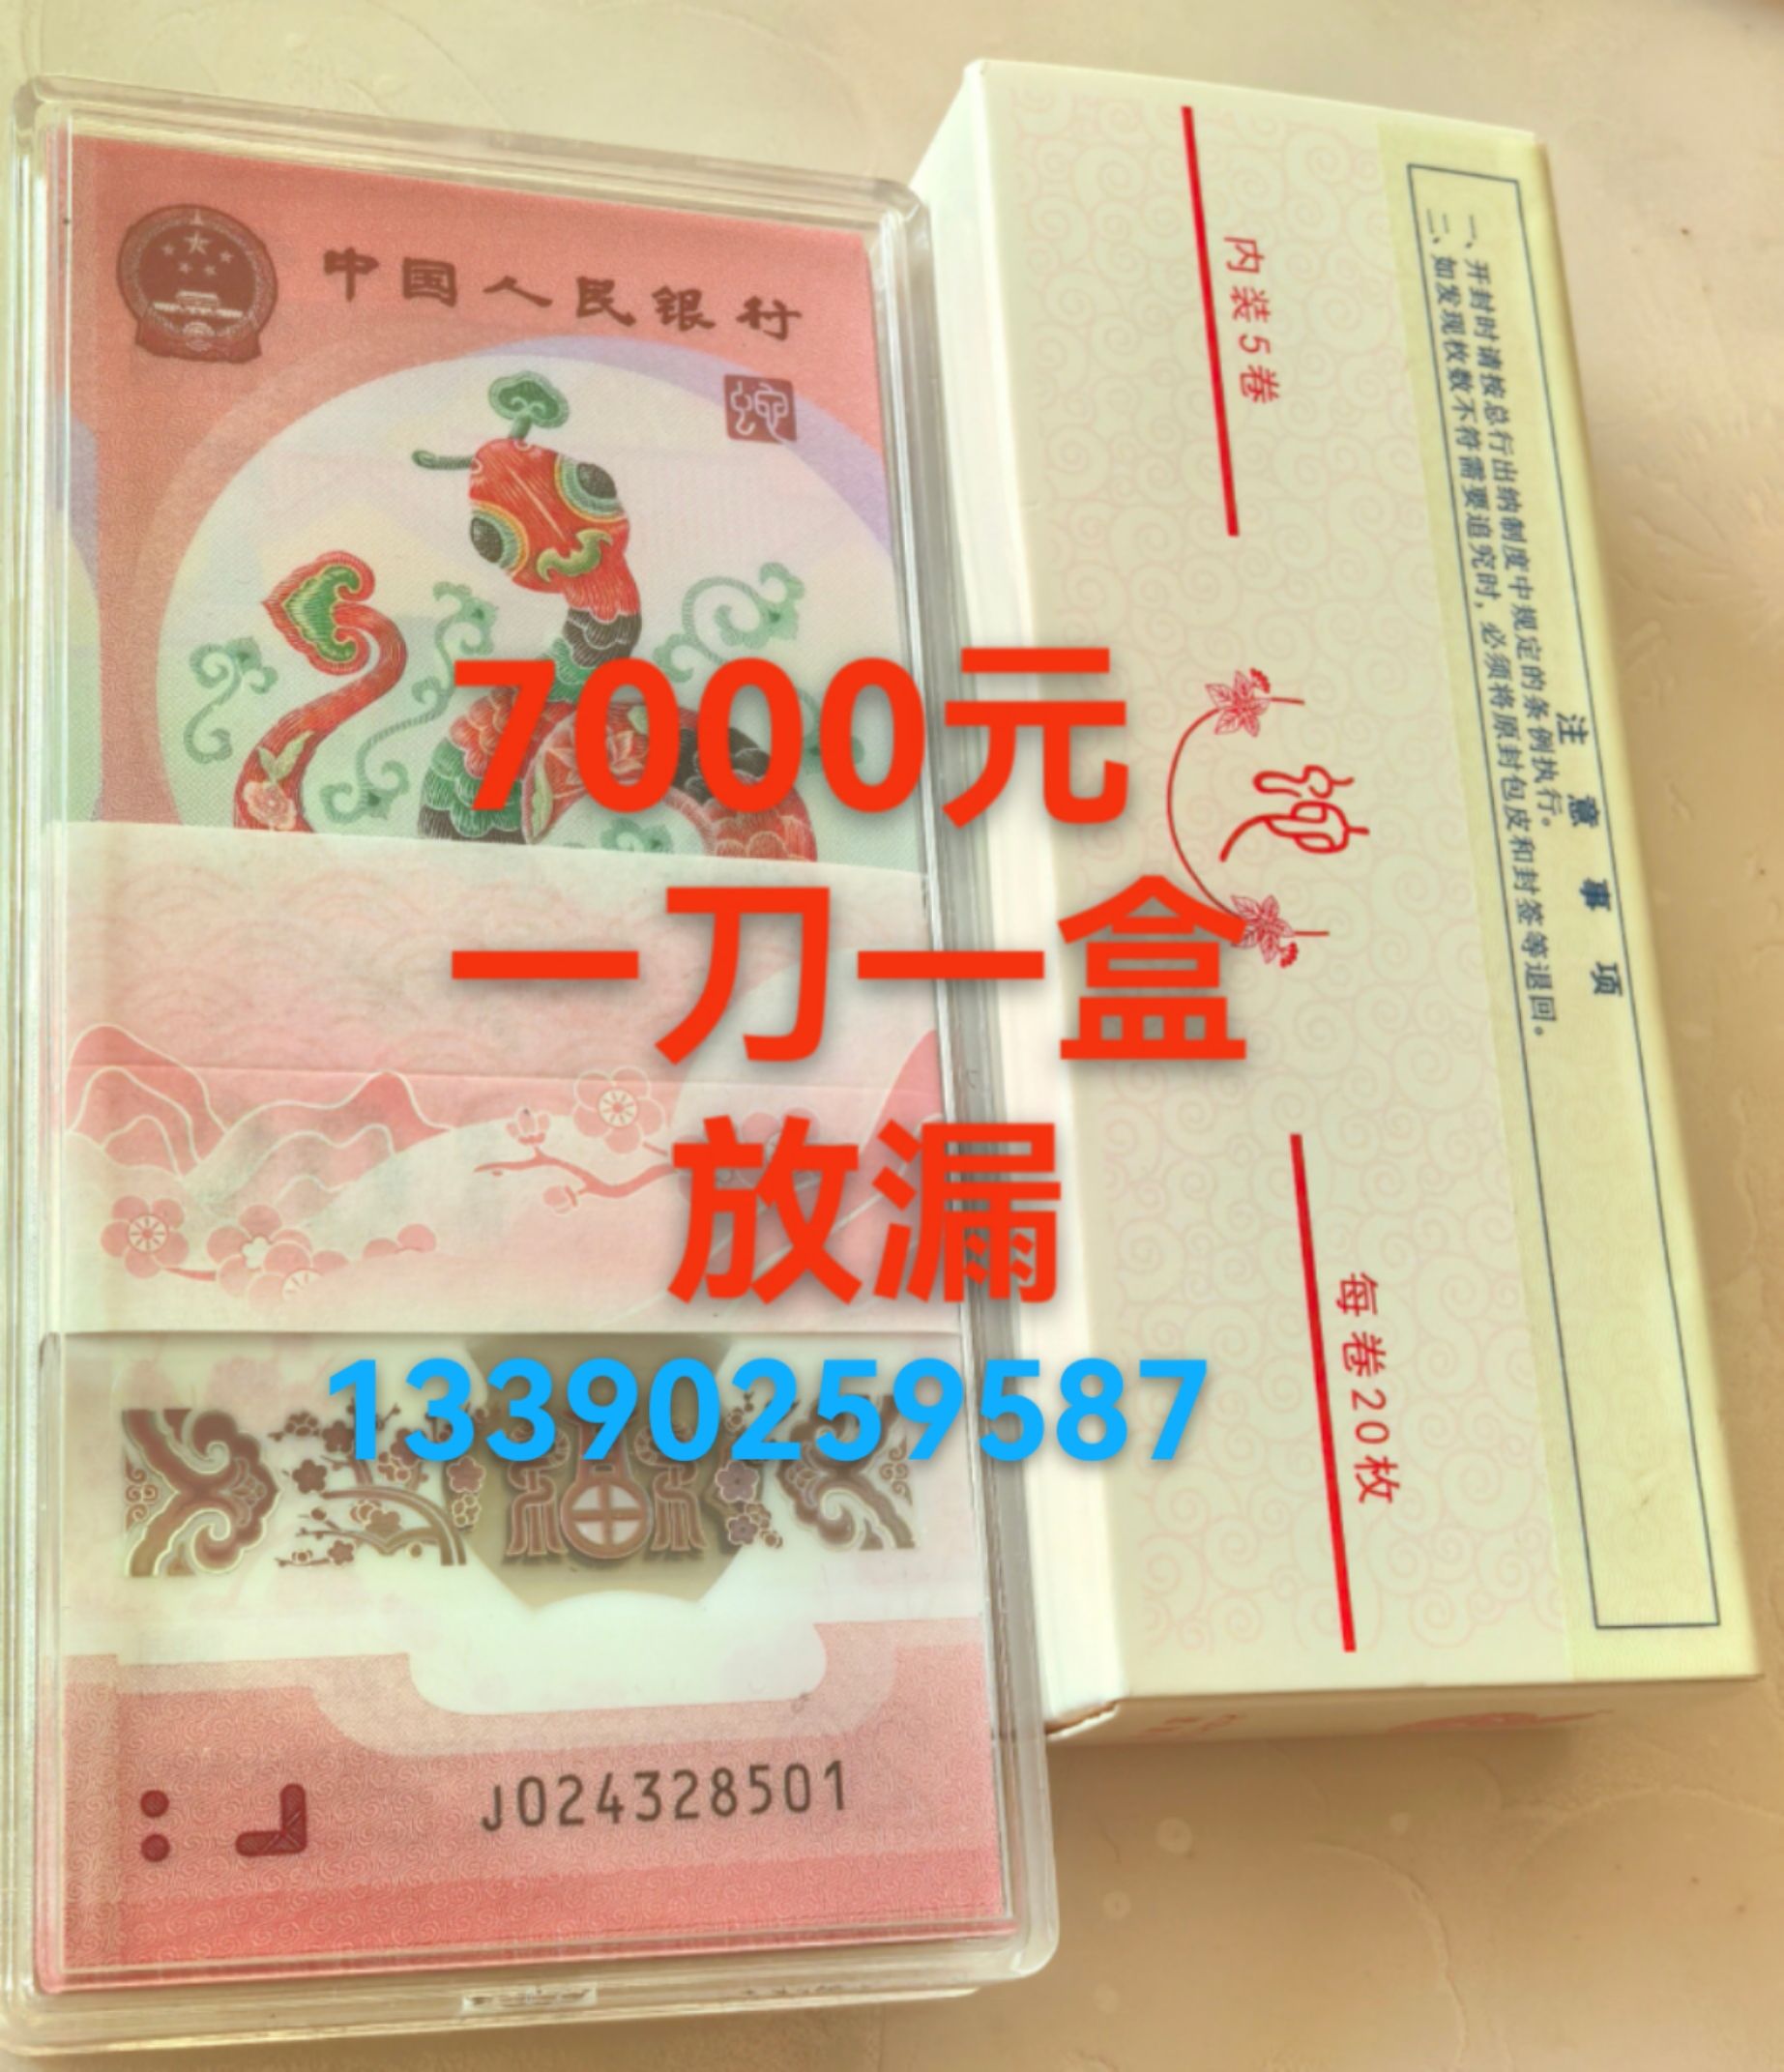 中国人民银行
蛇
7000元
一刀一盒
放漏
13390259587
J024328501
内装5卷
蛇
每卷20枚
注意事项
一、开封时请按总行出纳制度中规定的条例执行。
二、如发现枚数不符需要追究时，必须将原封包皮和封签等退回。